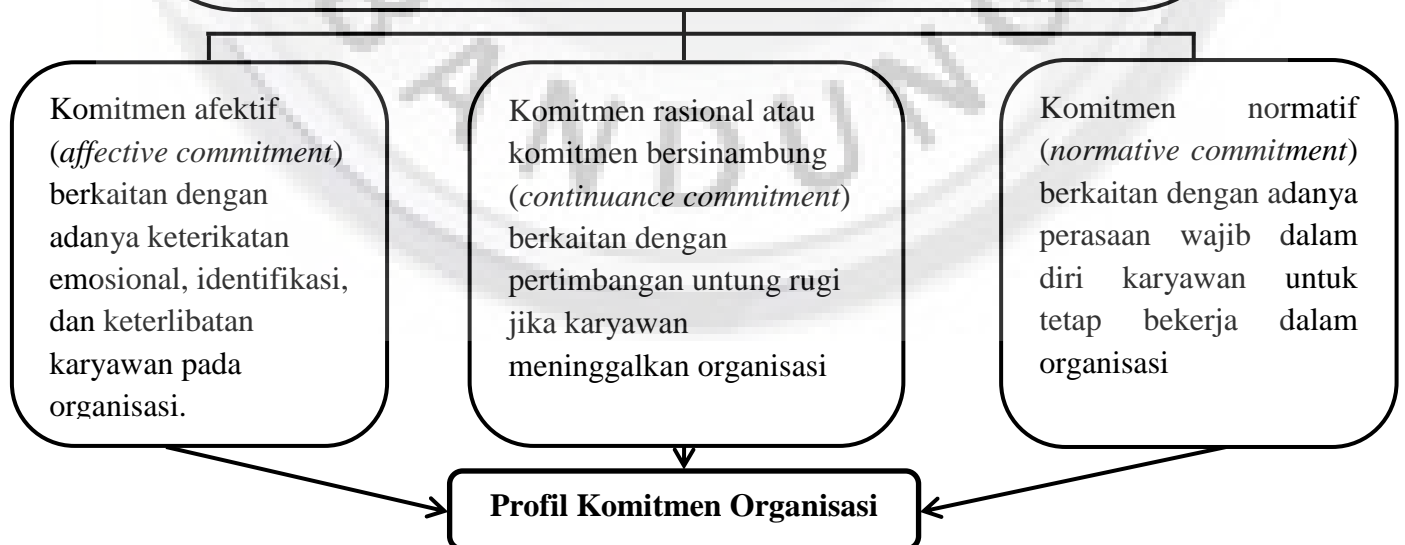 Komitmen afektif
(affective commitment)
berkaitan dengan
adanya keterikatan
emosional, identifikasi,
dan keterlibatan
karyawan pada
organisasi.
Komitmen rasional atau
komitmen bersinambung
(continuance commitment)
berkaitan dengan
pertimbangan untung rugi
jika karyawan
meninggalkan organisasi
Komitmen normatif
(normative commitment)
berkaitan dengan adanya
perasaan wajib dalam
diri karyawan untuk
tetap bekerja dalam
organisasi
Profil Komitmen Organisasi